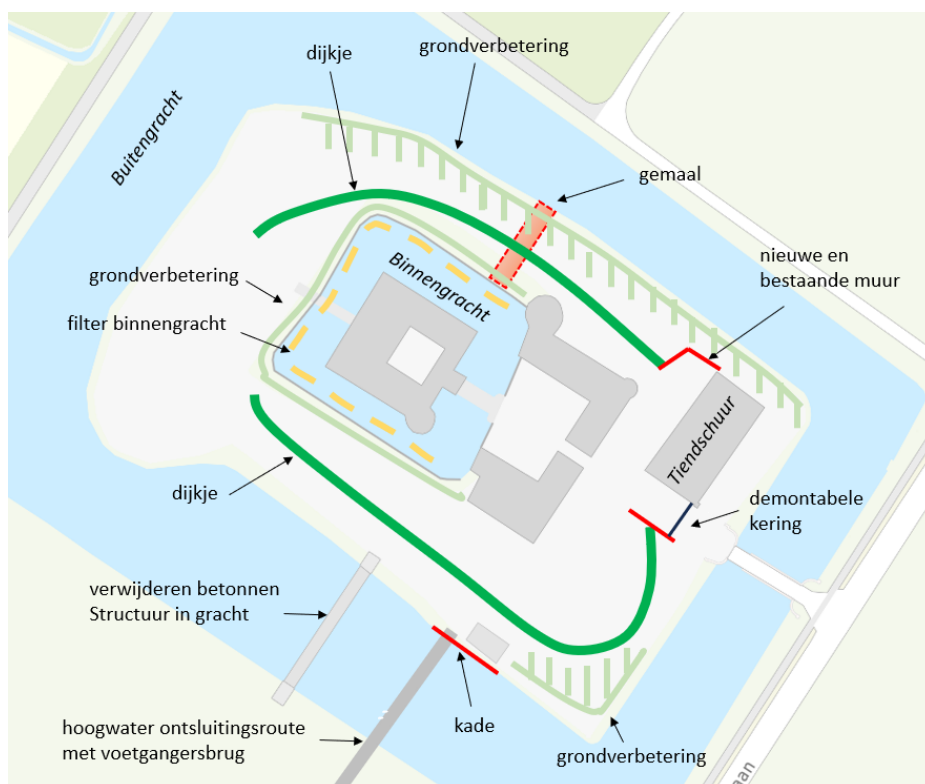 grondverbetering
dijkje
Buitengracht
gemaal
nieuwe en
bestaande muur
Binnengracht
grondverbetering
filter binnengracht
Tiendschuur
dijkje
demontabele
kering
verwijderen betonnen
Structuur in gracht
hoogwater ontsluitingsroute
met voetgangersbrug
kade
grondverbetering
aan